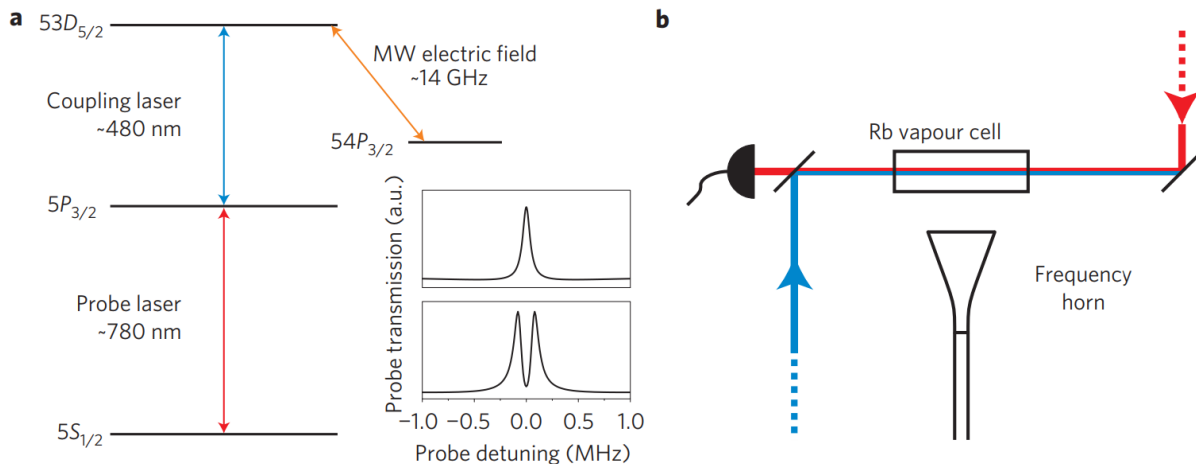 a
53D5/2
Coupling laser
~480 nm
MW electric field
~14 GHz
54P3/2
5P3/2
Probe laser
~780 nm
5S1/2
Probe transmission (a.u.)
−1.0 −0.5 0.0 0.5 1.0
Probe detuning (MHz)
b
Rb vapour cell
Frequency
horn